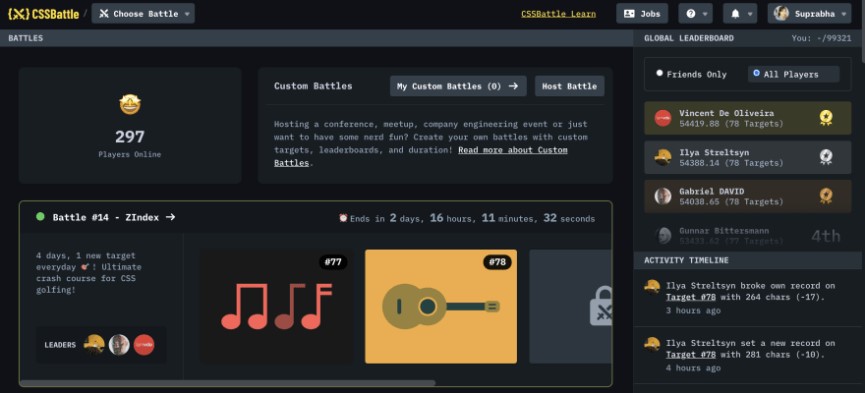 CSSBattle / Choose Battle
CSSBattle Learn
Jobs
?
Suprabha
BATTLES
297
Players Online
Custom Battles
My Custom Battles (0) →
Host Battle
Hosting a conference, meetup, company engineering event or just
want to have some nerd fun? Create your own battles with custom
targets, leaderboards, and duration! Read more about Custom
Battles.
Battle #14 - ZIndex →
Ends in 2 days, 16 hours, 11 minutes, 32 seconds
4 days, 1 new target
everyday ! Ultimate
crash course for CSS
golfing!
LEADERS
#77
#78
GLOBAL LEADERBOARD
You: -/99321
Friends Only
All Players
Vincent De Oliveira
54419.88 (78 Targets)
Ilya Streltsyn
54388.14 (78 Targets)
Gabriel DAVID
54038.65 (78 Targets)
Gunnar Bittersmann
4th
ACTIVITY TIMELINE
Ilya Streltsyn broke own record on
Target #78 with 264 chars (-17).
3 hours ago
Ilya Streltsyn set a new record on
Target #78 with 281 chars (-10).
4 hours ago